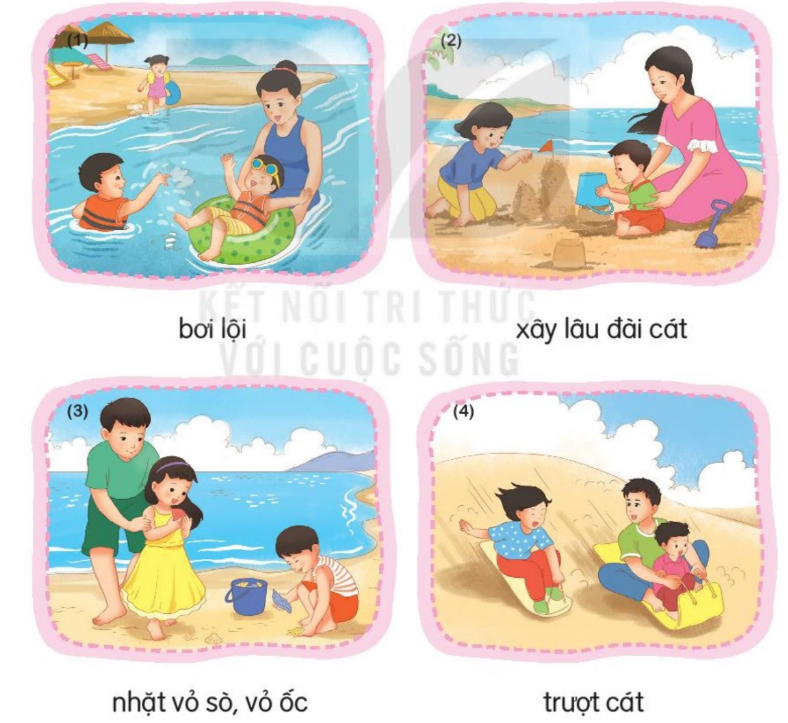 (1)
(2)
bơi lội
xây lâu đài cát
KẾT NỐI TRI THỨC
VỚI CUỘC SỐNG
(3)
(4)
nhặt vỏ sò, vỏ ốc
trượt cát